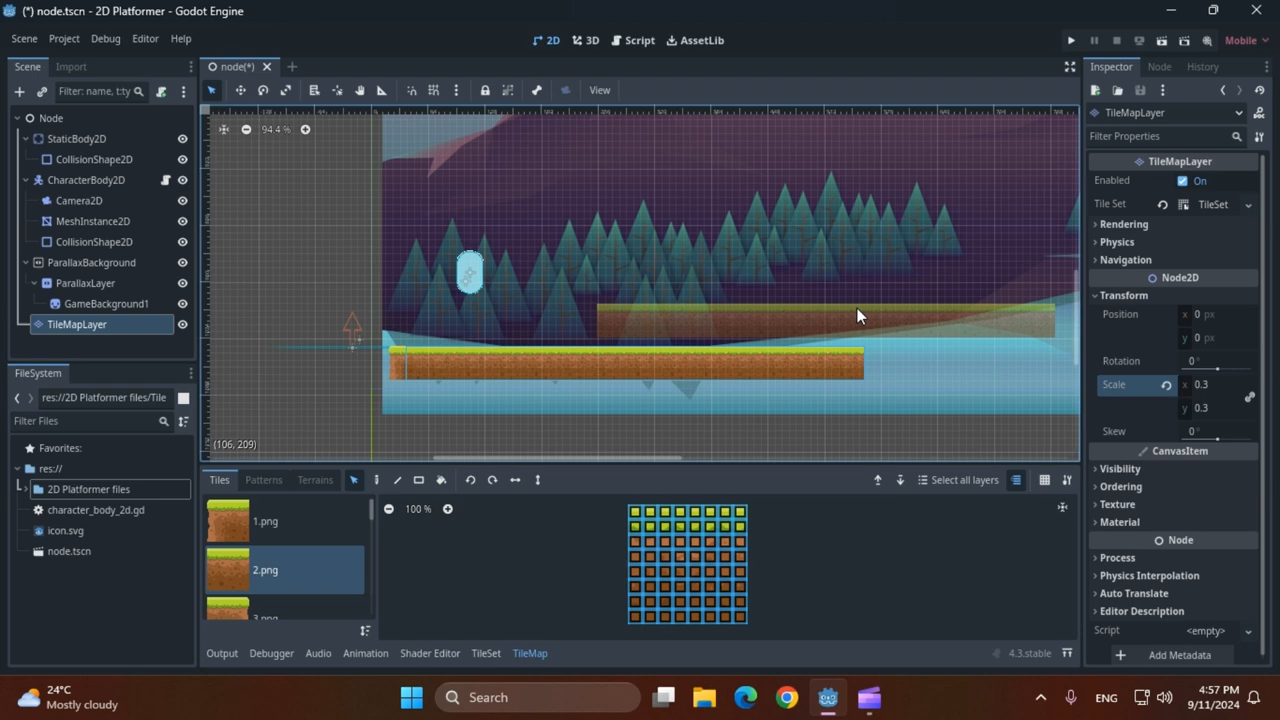 (*) node.tscn - 2D Platformer - Godot Engine
Scene Project Debug Editor Help
2D 3D Script AssetLib
Mobile
Scene Import
node(*)
Inspector Node History
Filter: name, t:ty
View
TileMapLayer
Filter Properties
Node
StaticBody2D
CollisionShape2D
CharacterBody2D
Camera2D
MeshInstance2D
CollisionShape2D
ParallaxBackground
ParallaxLayer
GameBackground1
TileMapLayer
94.4 %
(106, 209)
TileMapLayer
Enabled On
Tile Set TileSet
Rendering
Physics
Navigation
Node2D
Transform
Position x 0 px
y 0 px
Rotation 0 °
Scale x 0.3
y 0.3
Skew 0 °
CanvasItem
Visibility
Ordering
Texture
Material
Node
Process
Physics Interpolation
Auto Translate
Editor Description
Script <empty>
Add Metadata
FileSystem
res://2D Platformer files/Tile
Filter Files
Favorites:
res://
2D Platformer files
character_body_2d.gd
icon.svg
node.tscn
Tiles Patterns Terrains
Select all layers
1.png
2.png
3.png
100 %
Output Debugger Audio Animation Shader Editor TileSet TileMap
4.3.stable
24°C
Mostly cloudy
Search
ENG
4:57 PM
9/11/2024